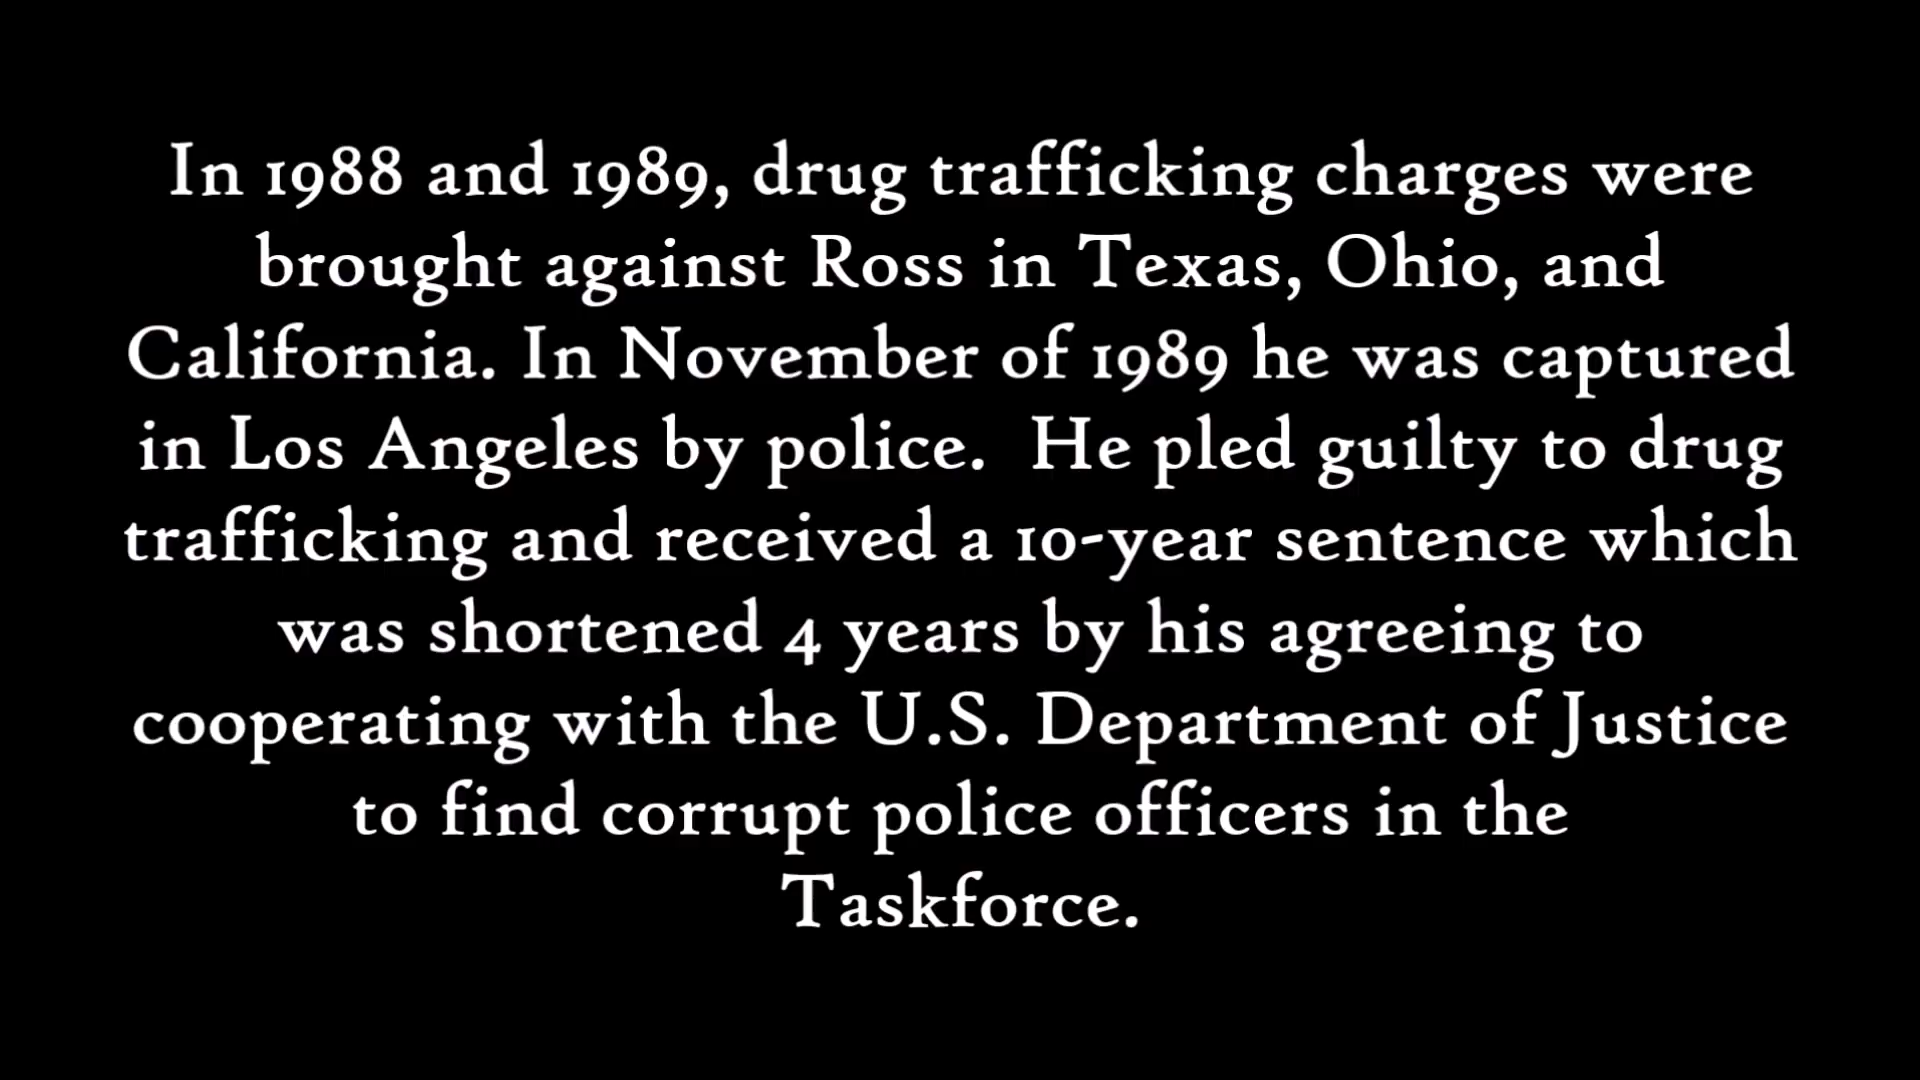 In 1988 and 1989, drug trafficking charges were
brought against Ross in Texas, Ohio, and
California. In November of 1989 he was captured
in Los Angeles by police.  He pled guilty to drug
trafficking and received a 10-year sentence which
was shortened 4 years by his agreeing to
cooperating with the U.S. Department of Justice
to find corrupt police officers in the
Taskforce.